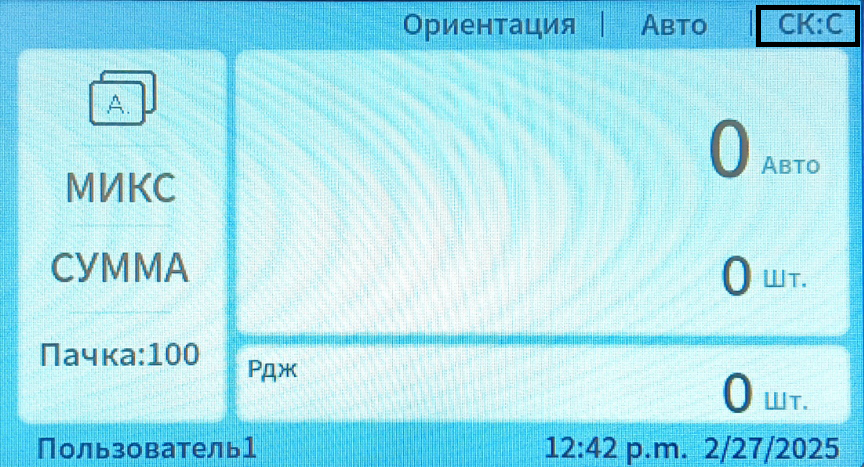 Ориентация | Авто | СК:С
A.
МИКС
СУММА
Пачка:100
0 Авто
0 Шт.
Рдж
0 Шт.
Пользователь1 12:42 p.m. 2/27/2025